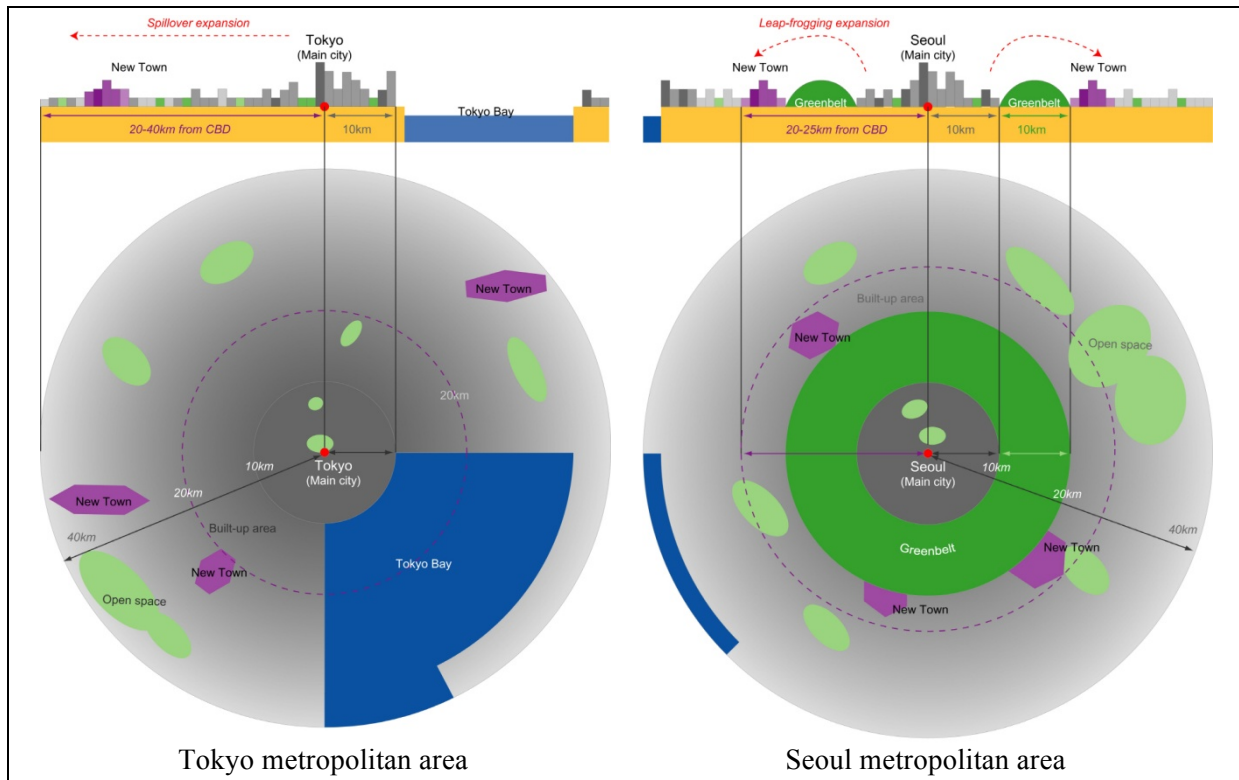 Spillover expansion
Tokyo
(Main city)
New Town
Tokyo Bay
20-40km from CBD
10km
New Town
20km
10km
Tokyo
(Main city)
New Town
20km
40km
Built-up area
New Town
Tokyo Bay
Open space
Tokyo metropolitan area
Leap-frogging expansion
Seoul
(Main city)
New Town
New Town
Greenbelt
Greenbelt
20-25km from CBD
10km
10km
Built-up area
New Town
Open space
Seoul
(Main city)
10km
20km
40km
Greenbelt
New Town
New Town
Seoul metropolitan area